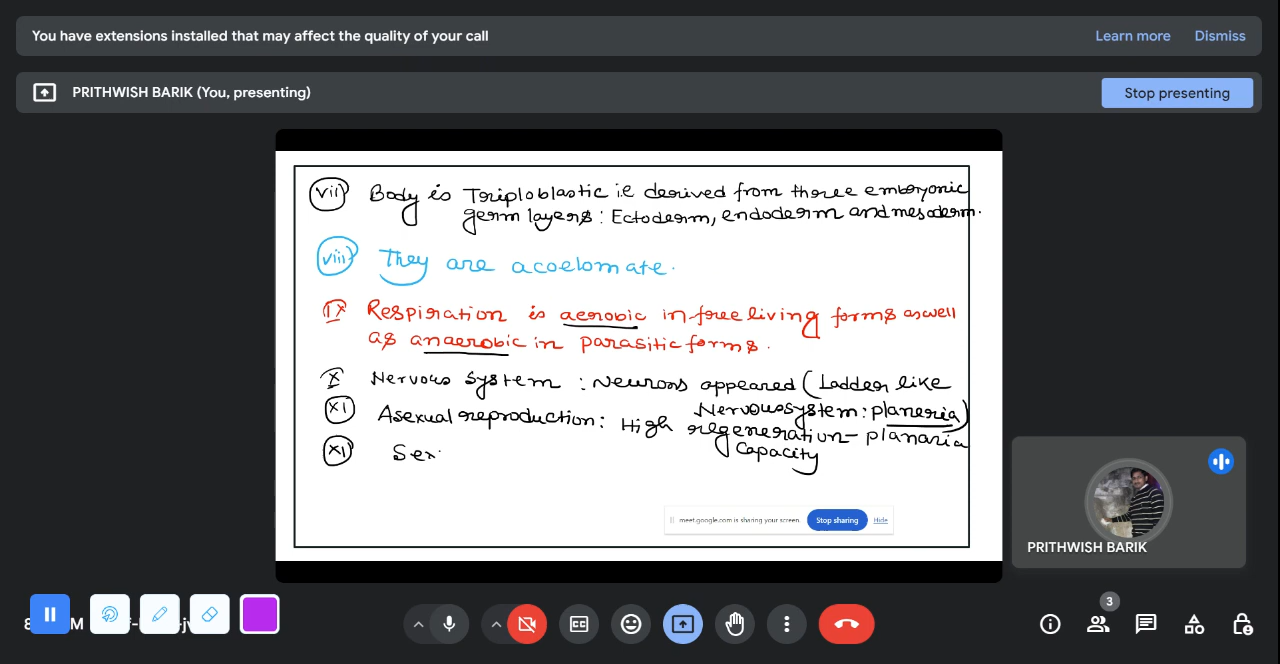 You have extensions installed that may affect the quality of your call
Learn more
Dismiss
PRITHWISH BARIK (You, presenting)
Stop presenting
vii Body is Triploblastic i.e derived from three embryonic
germ layers : Ectoderm, endoderm and mesoderm.
viii They are acoelomate.
IX Respiration is aerobic in free living forms aswell
as anaerobic in parasitic forms.
X Nervous system : Neurons appeared (Ladder like
Nervous system : planeria)
XI Asexual reproduction : High regeneration - planaria
capacity
XI Sex
meet.google.com is sharing your screen.
Stop sharing
Hide
PRITHWISH BARIK
3